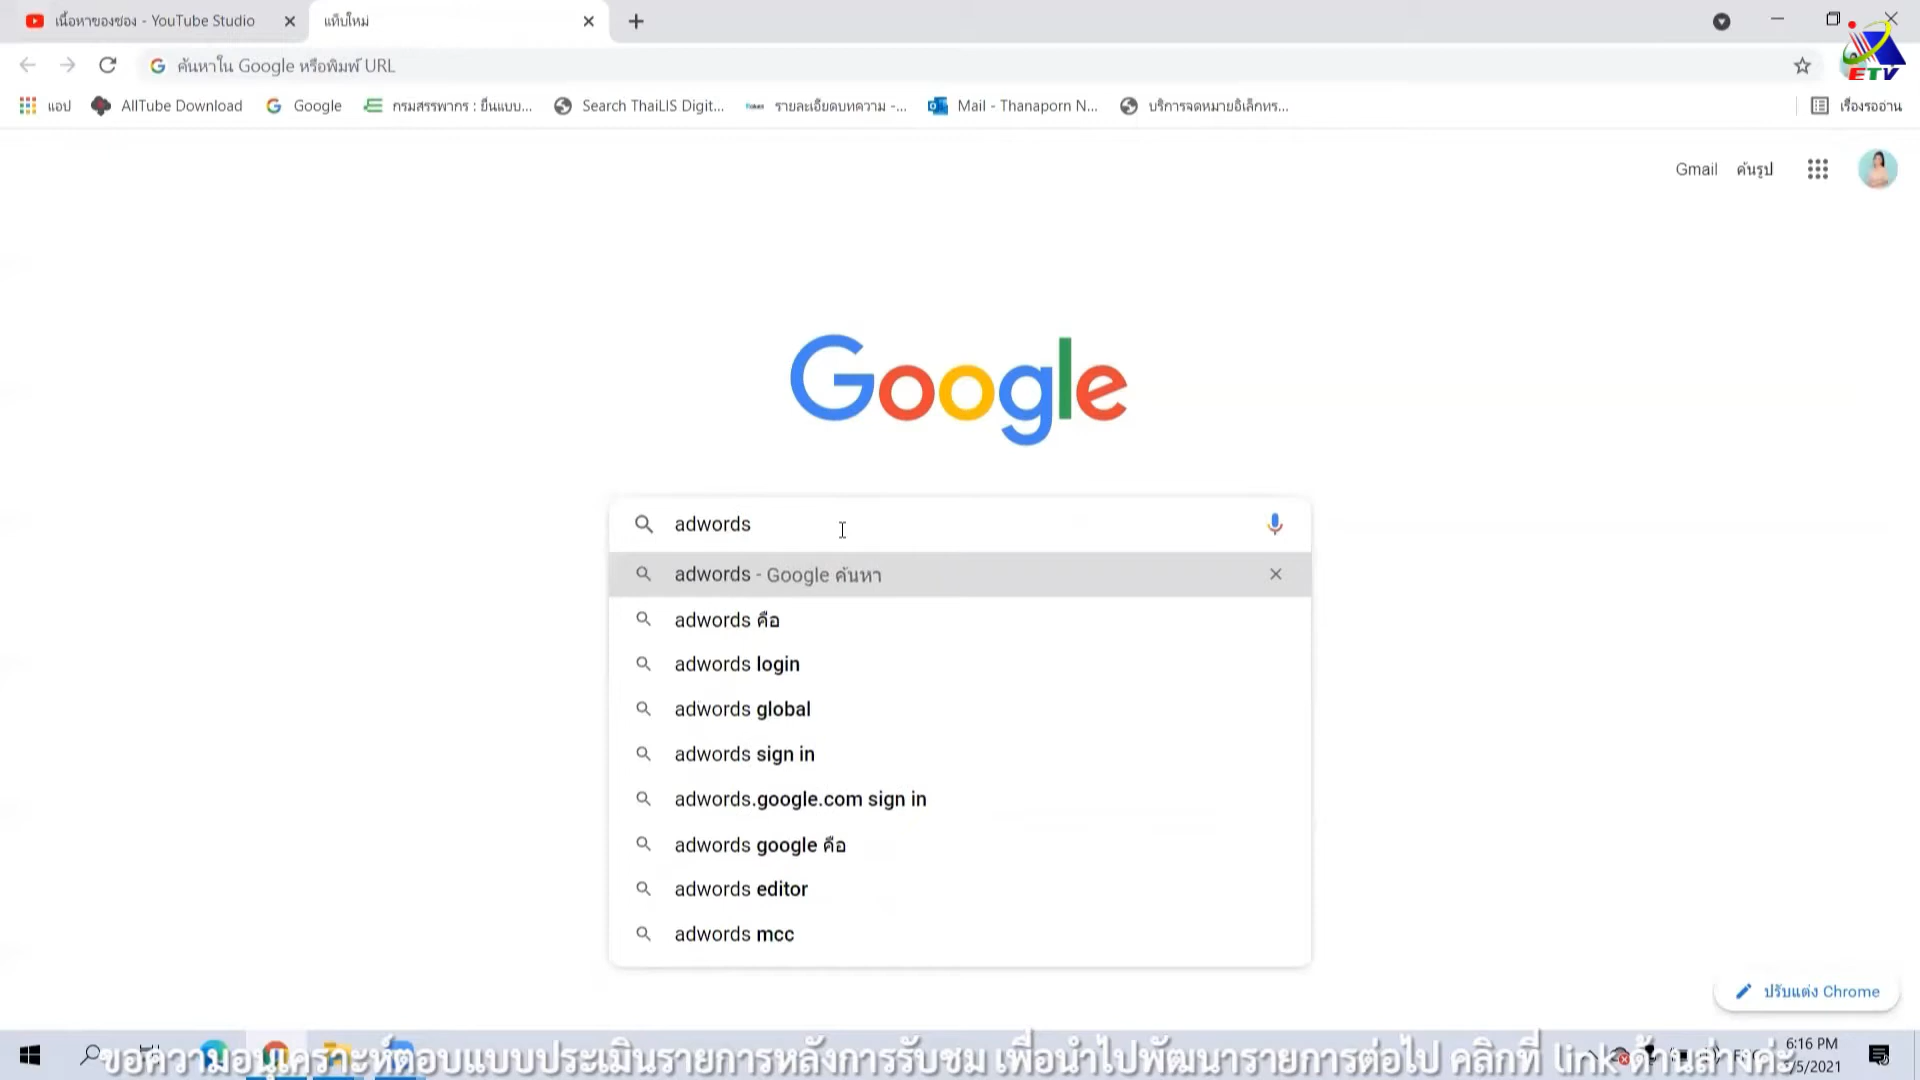 เนื้อหาของช่อง - YouTube Studio
แท็บใหม่
ค้นหาใน Google หรือพิมพ์ URL
แอป
AllTube Download
Google
กรมสรรพากร : ยื่นแบบ...
Search ThaiLIS Digit...
รายละเอียดบทความ -...
Mail - Thanaporn N...
บริการจดหมายอิเล็กทร...
เรื่องรออ่าน
ETV
Gmail
ค้นรูป
Google
adwords
adwords - Google ค้นหา
adwords คือ
adwords login
adwords global
adwords sign in
adwords.google.com sign in
adwords google คือ
adwords editor
adwords mcc
ปรับแต่ง Chrome
ขอความอนุเคราะห์ตอบแบบประเมินรายการหลังการรับชม เพื่อนำไปพัฒนารายการต่อไป คลิกที่ link ด้านล่างค่ะ
6:16 PM
/5/2021